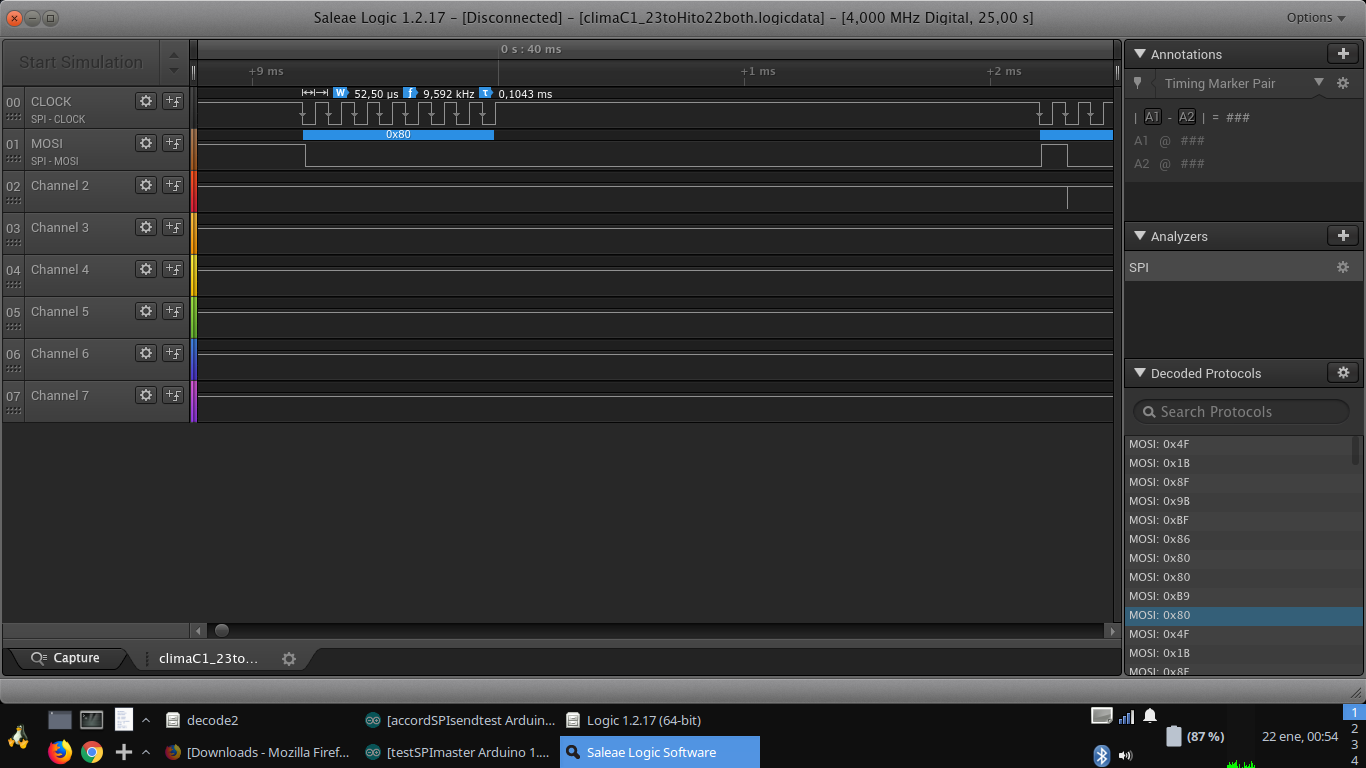 Saleae Logic 1.2.17 – [Disconnected] – [climaC1_23toHito22both.logicdata] – [4,000 MHz Digital, 25,00 s]
Options
Start Simulation
0 s : 40 ms
+9 ms
+1 ms
+2 ms
00 CLOCK
SPI - CLOCK
W 52,50 µs f 9,592 kHz τ 0,1043 ms
0x80
01 MOSI
SPI - MOSI
02 Channel 2
03 Channel 3
04 Channel 4
05 Channel 5
06 Channel 6
07 Channel 7
Annotations
Timing Marker Pair
| A1 - A2 | = ###
A1 @ ###
A2 @ ###
Analyzers
SPI
Decoded Protocols
Search Protocols
MOSI: 0x4F
MOSI: 0x1B
MOSI: 0x8F
MOSI: 0x9B
MOSI: 0xBF
MOSI: 0x86
MOSI: 0x80
MOSI: 0x80
MOSI: 0xB9
MOSI: 0x80
MOSI: 0x4F
MOSI: 0x1B
MOSI: 0x8F
Capture
climaC1_23to...
decode2
[accordSPIsendtest Arduin...
Logic 1.2.17 (64-bit)
[Downloads - Mozilla Firef...
[testSPImaster Arduino 1....
Saleae Logic Software
(87 %)
22 ene, 00:54
1
2
3
4